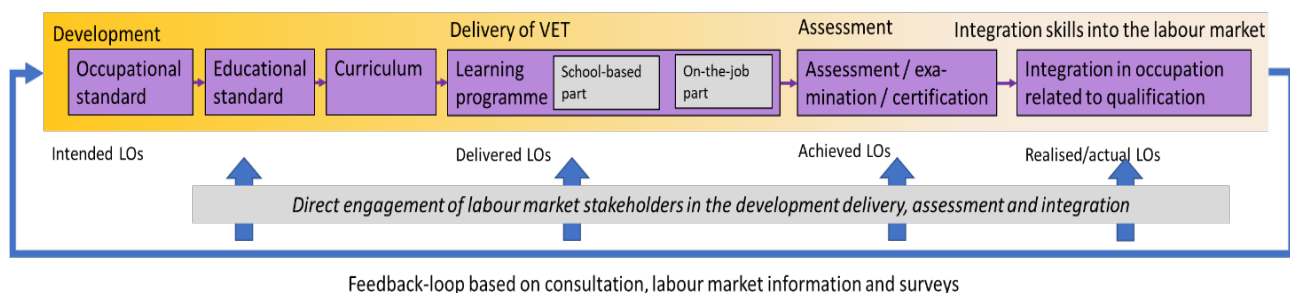 Development
Delivery of VET
Assessment
Integration skills into the labour market
Occupational
standard
Educational
standard
Curriculum
Learning
programme
School-based
part
On-the-job
part
Assessment / exa-
mination / certification
Integration in occupation
related to qualification
Intended LOs
Delivered LOs
Achieved LOs
Realised/actual LOs
Direct engagement of labour market stakeholders in the development delivery, assessment and integration
Feedback-loop based on consultation, labour market information and surveys